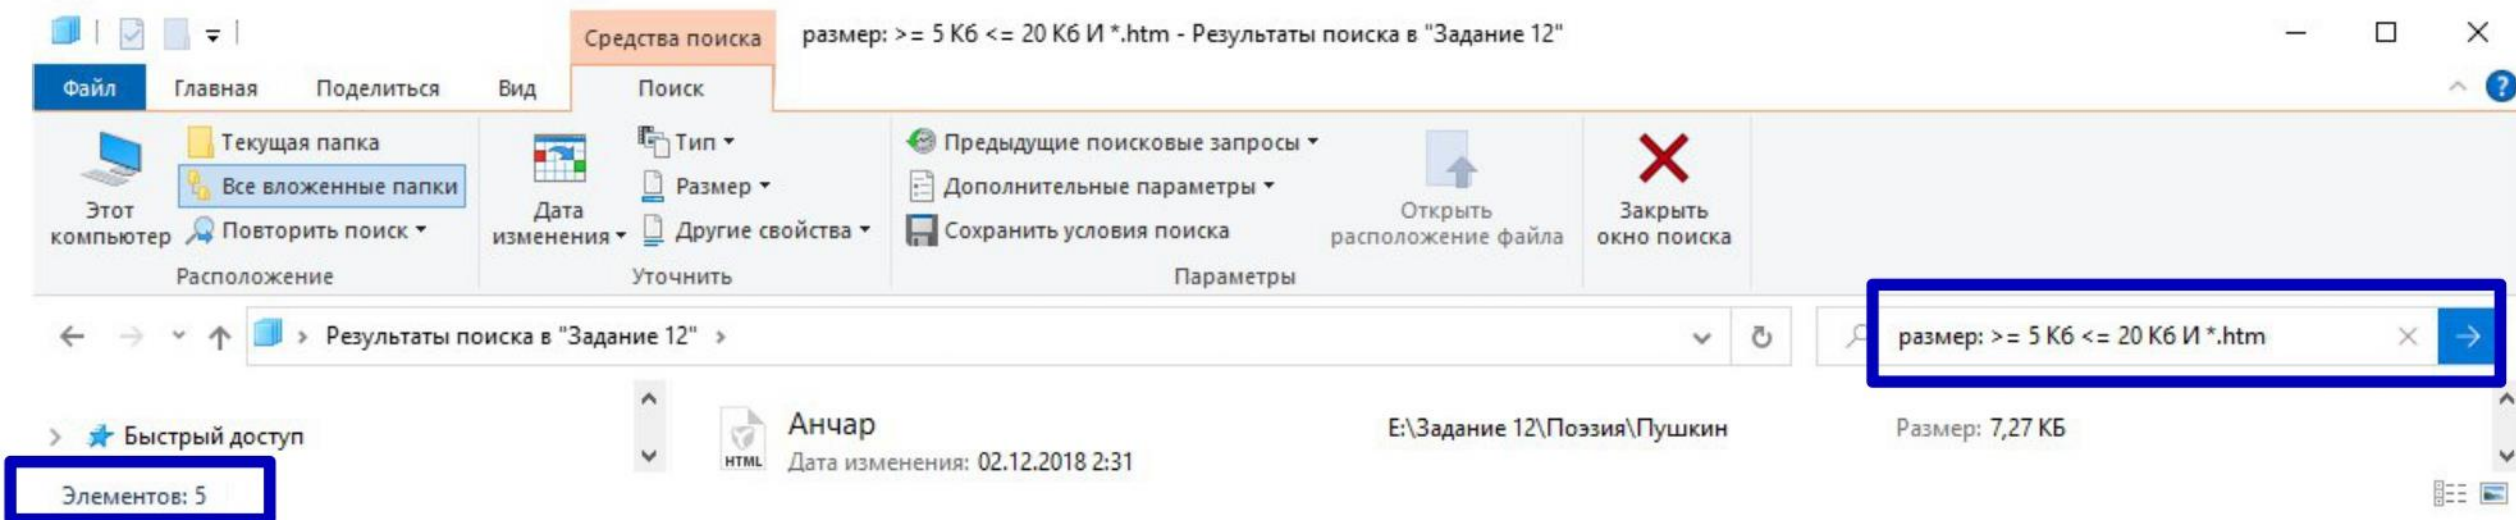 Средства поиска
размер: >= 5 Кб <= 20 Кб И *.htm - Результаты поиска в "Задание 12"
Файл Главная Поделиться Вид Поиск
Этот компьютер
Текущая папка
Все вложенные папки
Повторить поиск
Расположение
Дата изменения
Тип
Размер
Другие свойства
Уточнить
Предыдущие поисковые запросы
Дополнительные параметры
Сохранить условия поиска
Открыть расположение файла
Параметры
Закрыть окно поиска
Результаты поиска в "Задание 12"
размер: >= 5 Кб <= 20 Кб И *.htm
Быстрый доступ
HTML
Анчар
Дата изменения: 02.12.2018 2:31
E:\Задание 12\Поэзия\Пушкин
Размер: 7,27 КБ
Элементов: 5